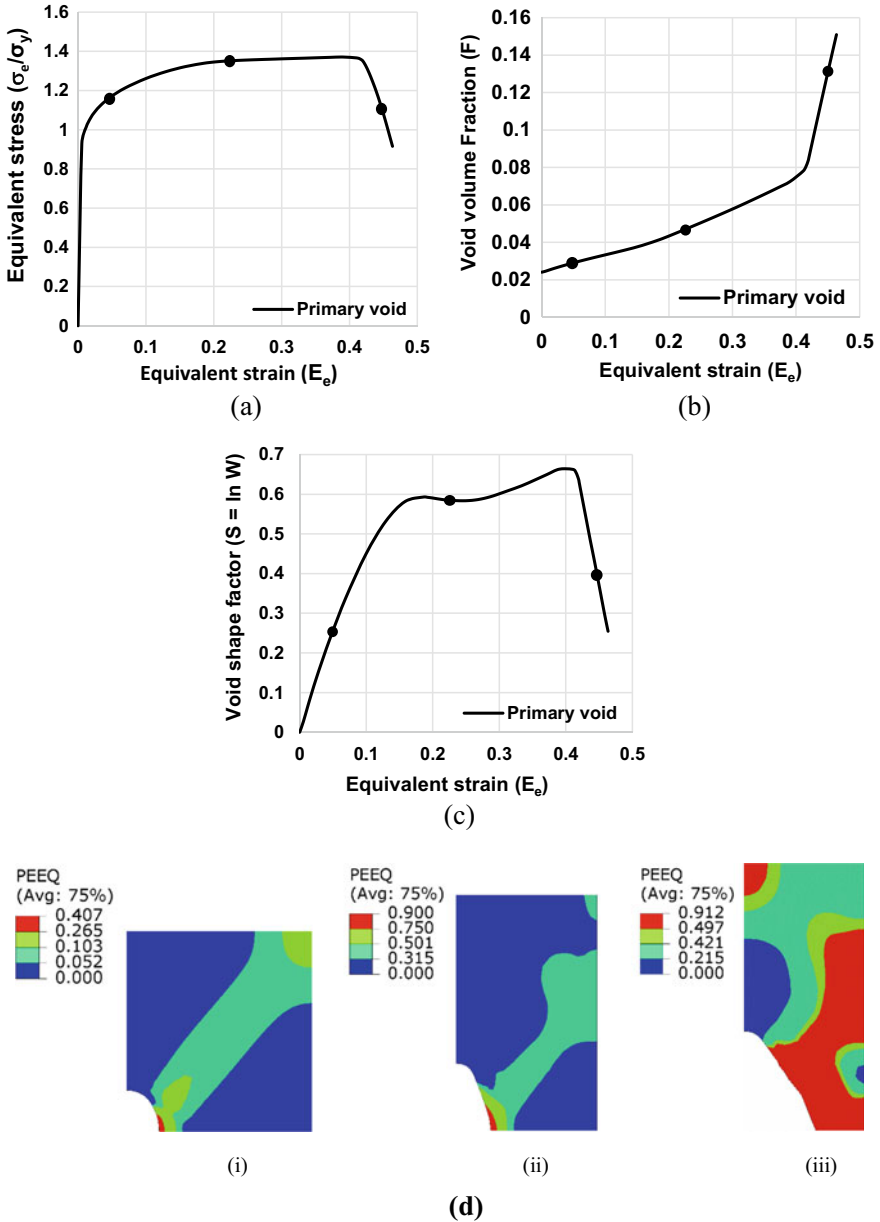 1.6
1.4
1.2
1
0.8
0.6
0.4
0.2
0
Equivalent stress (σe/σy)
Primary void
0 0.1 0.2 0.3 0.4 0.5
Equivalent strain (Ee)
(a)
0.16
0.14
0.12
0.1
0.08
0.06
0.04
0.02
0
Void volume Fraction (F)
Primary void
0 0.1 0.2 0.3 0.4 0.5
Equivalent strain (Ee)
(b)
0.7
0.6
0.5
0.4
0.3
0.2
0.1
0
Void shape factor (S = ln W)
Primary void
0 0.1 0.2 0.3 0.4 0.5
Equivalent strain (Ee)
(c)
PEEQ
(Avg: 75%)
0.407
0.265
0.103
0.052
0.000
(i)
PEEQ
(Avg: 75%)
0.900
0.750
0.501
0.315
0.000
(ii)
PEEQ
(Avg: 75%)
0.912
0.497
0.421
0.215
0.000
(iii)
(d)